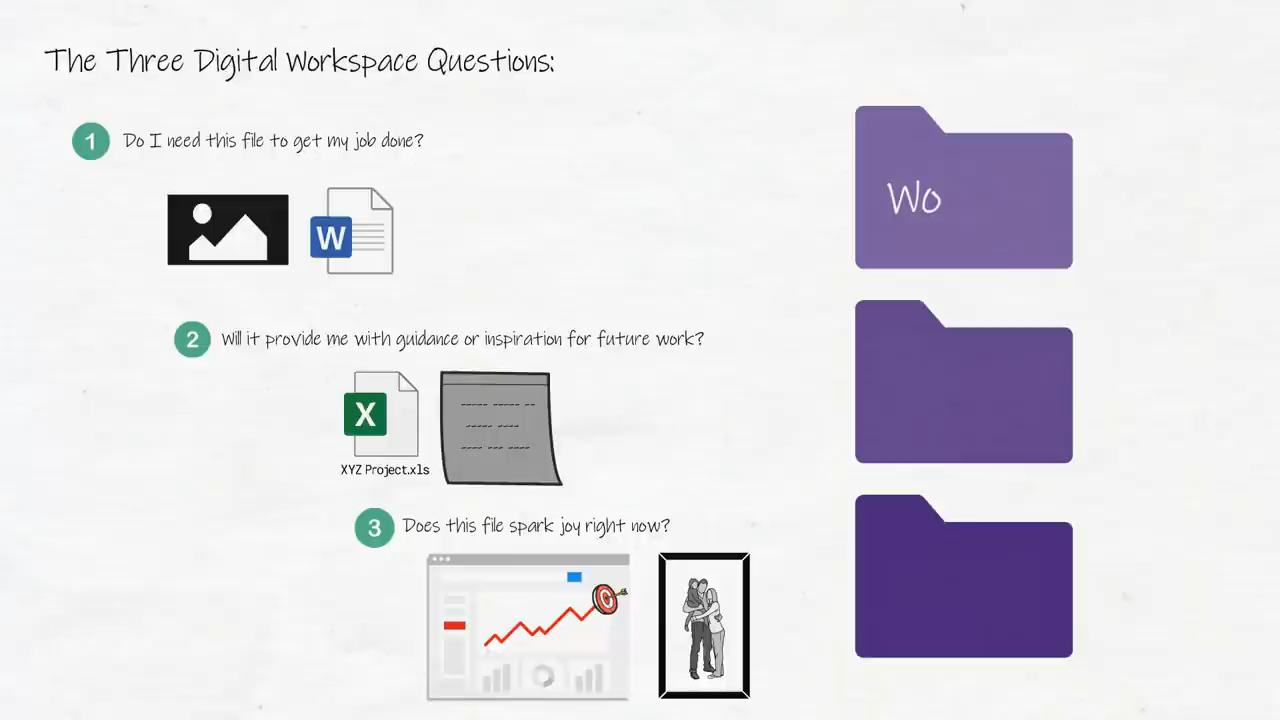 The Three Digital Workspace Questions:
1 Do I need this file to get my job done?
Wo
W
2 Will it provide me with guidance or inspiration for future work?
X
XYZ Project.xls
3 Does this file spark joy right now?